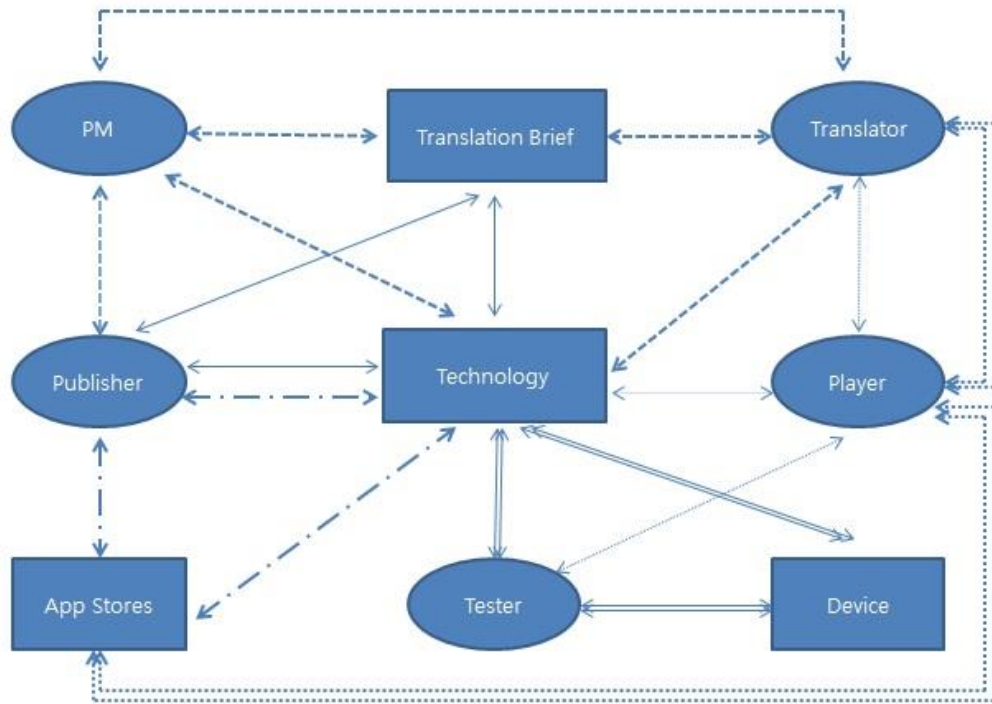 PM
Translation Brief
Translator
Publisher
Technology
Player
App Stores
Tester
Device